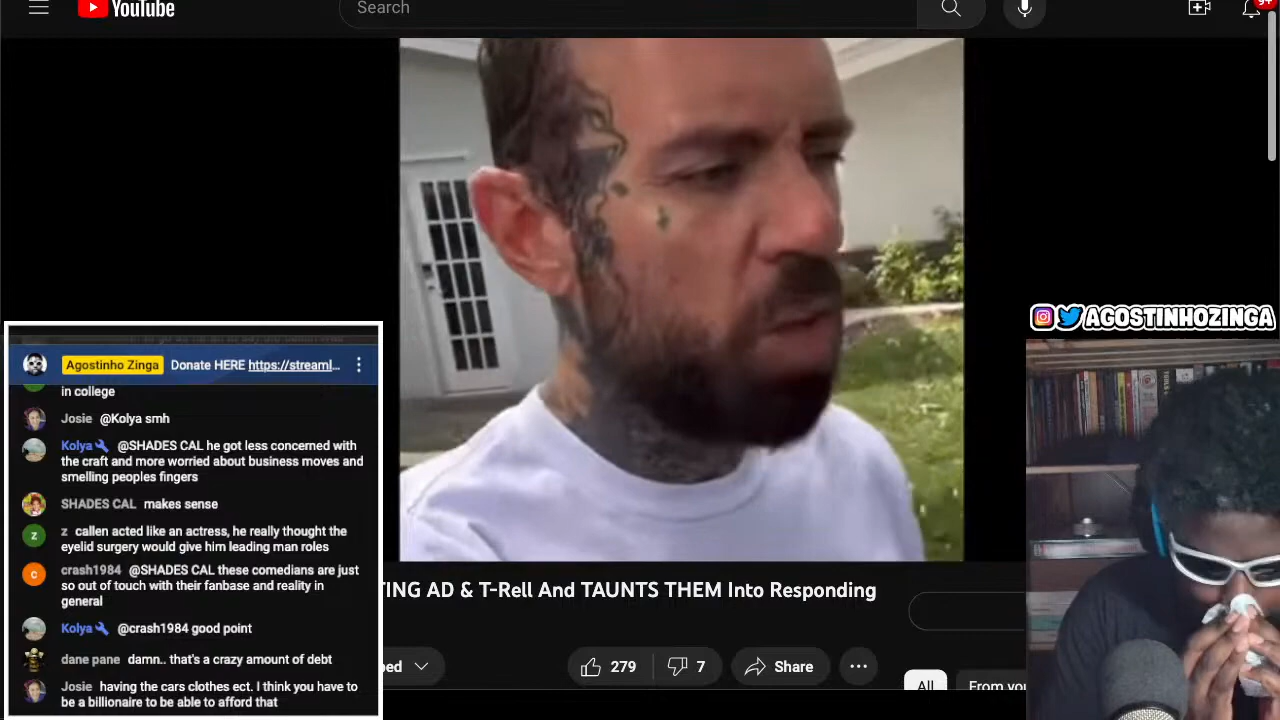 YouTube
Search
9+
AGOSTINHOZINGA
Agostinho Zinga Donate HERE https://streaml...
in college
Josie @Kolya smh
Kolya @SHADES CAL he got less concerned with
the craft and more worried about business moves and
smelling peoples fingers
SHADES CAL makes sense
z callen acted like an actress, he really thought the
eyelid surgery would give him leading man roles
crash1984 @SHADES CAL these comedians are just
so out of touch with their fanbase and reality in
general
Kolya @crash1984 good point
dane pane damn.. that's a crazy amount of debt
Josie having the cars clothes ect. I think you have to
be a billionaire to be able to afford that
TING AD & T-Rell And TAUNTS THEM Into Responding
bed
279
7
Share
All
From you